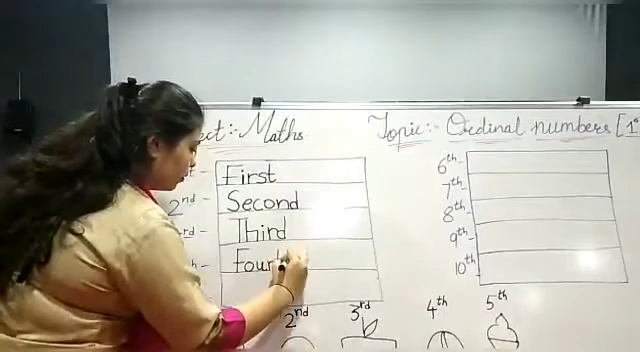 ect:- Maths
Topic:- Ordinal numbers [1
First
2nd - Second
rd - Third
h - Four
6th -
7th -
8th -
9th -
10th -
2nd 3rd 4th 5th